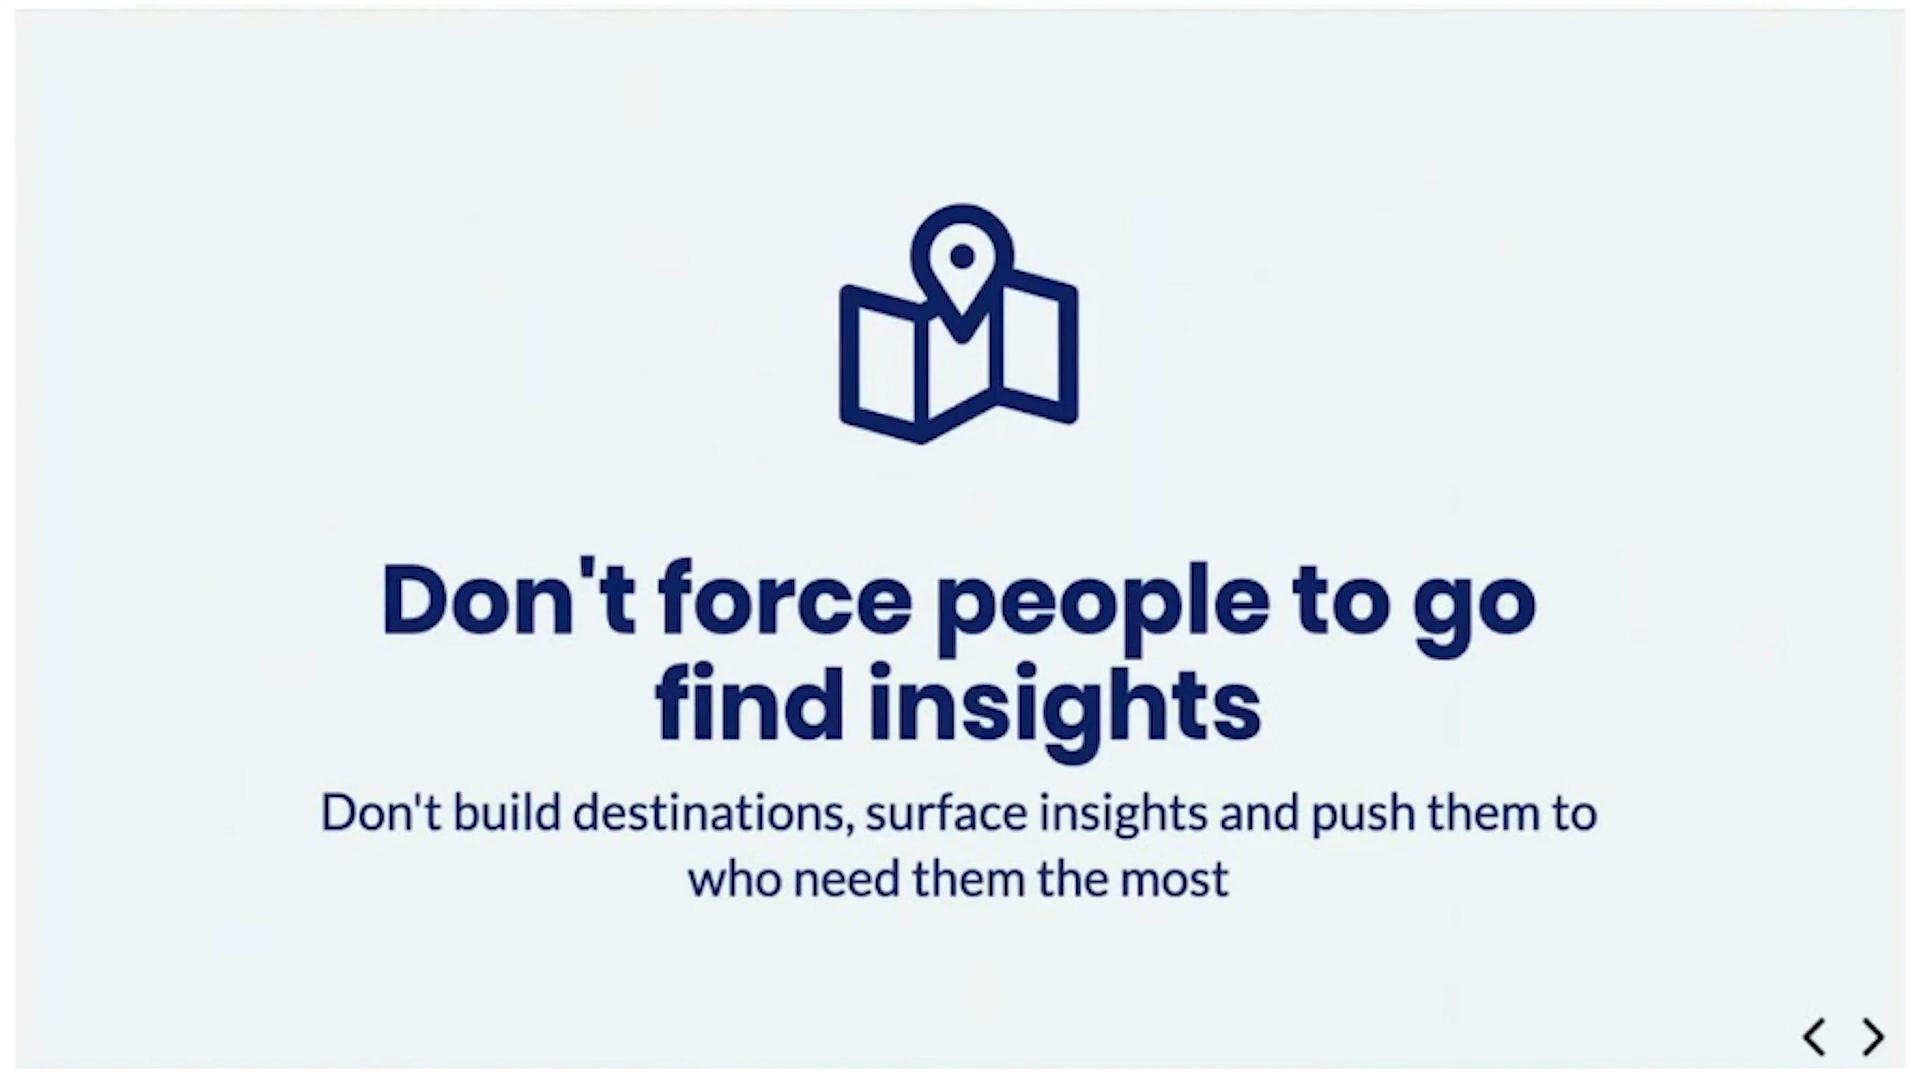 Don't force people to go
find insights
Don't build destinations, surface insights and push them to
who need them the most